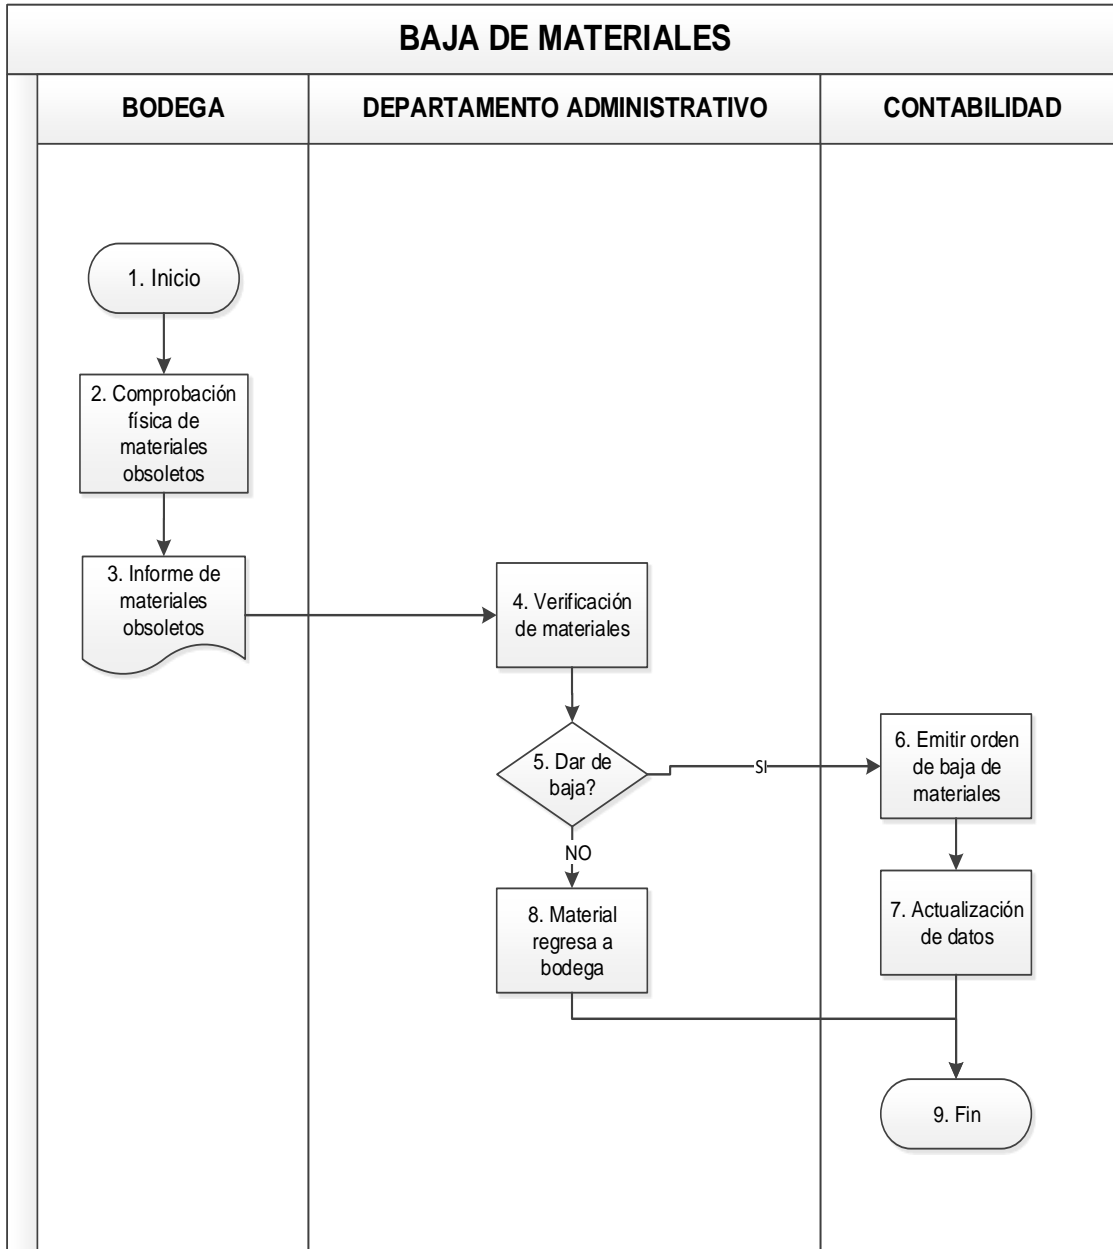 BAJA DE MATERIALES
BODEGA
DEPARTAMENTO ADMINISTRATIVO
CONTABILIDAD
1. Inicio
2. Comprobación
física de
materiales
obsoletos
3. Informe de
materiales
obsoletos
4. Verificación
de materiales
5. Dar de
baja?
SI
6. Emitir orden
de baja de
materiales
7. Actualización
de datos
NO
8. Material
regresa a
bodega
9. Fin